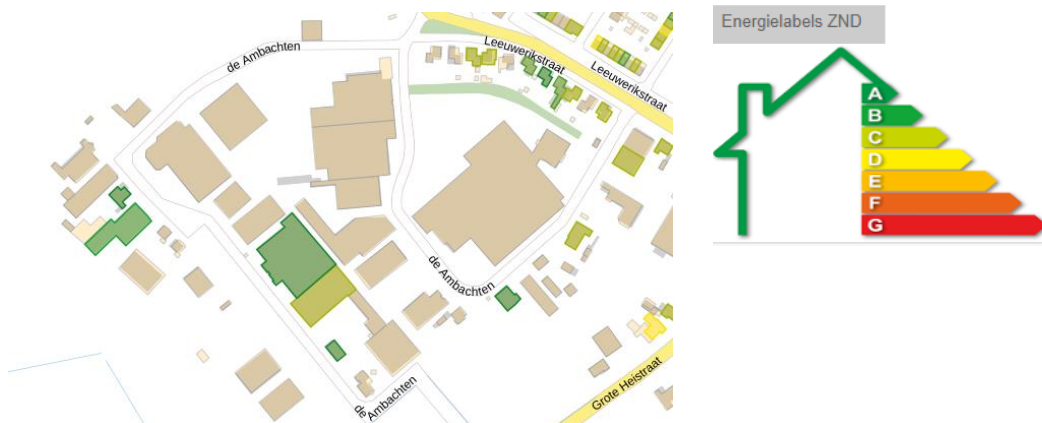 de Ambachten
Leeuwerikstraat
Leeuwerikstraat
de Ambachten
de Ambachten
Grote Heistraat
Energielabels ZND
A
B
C
D
E
F
G